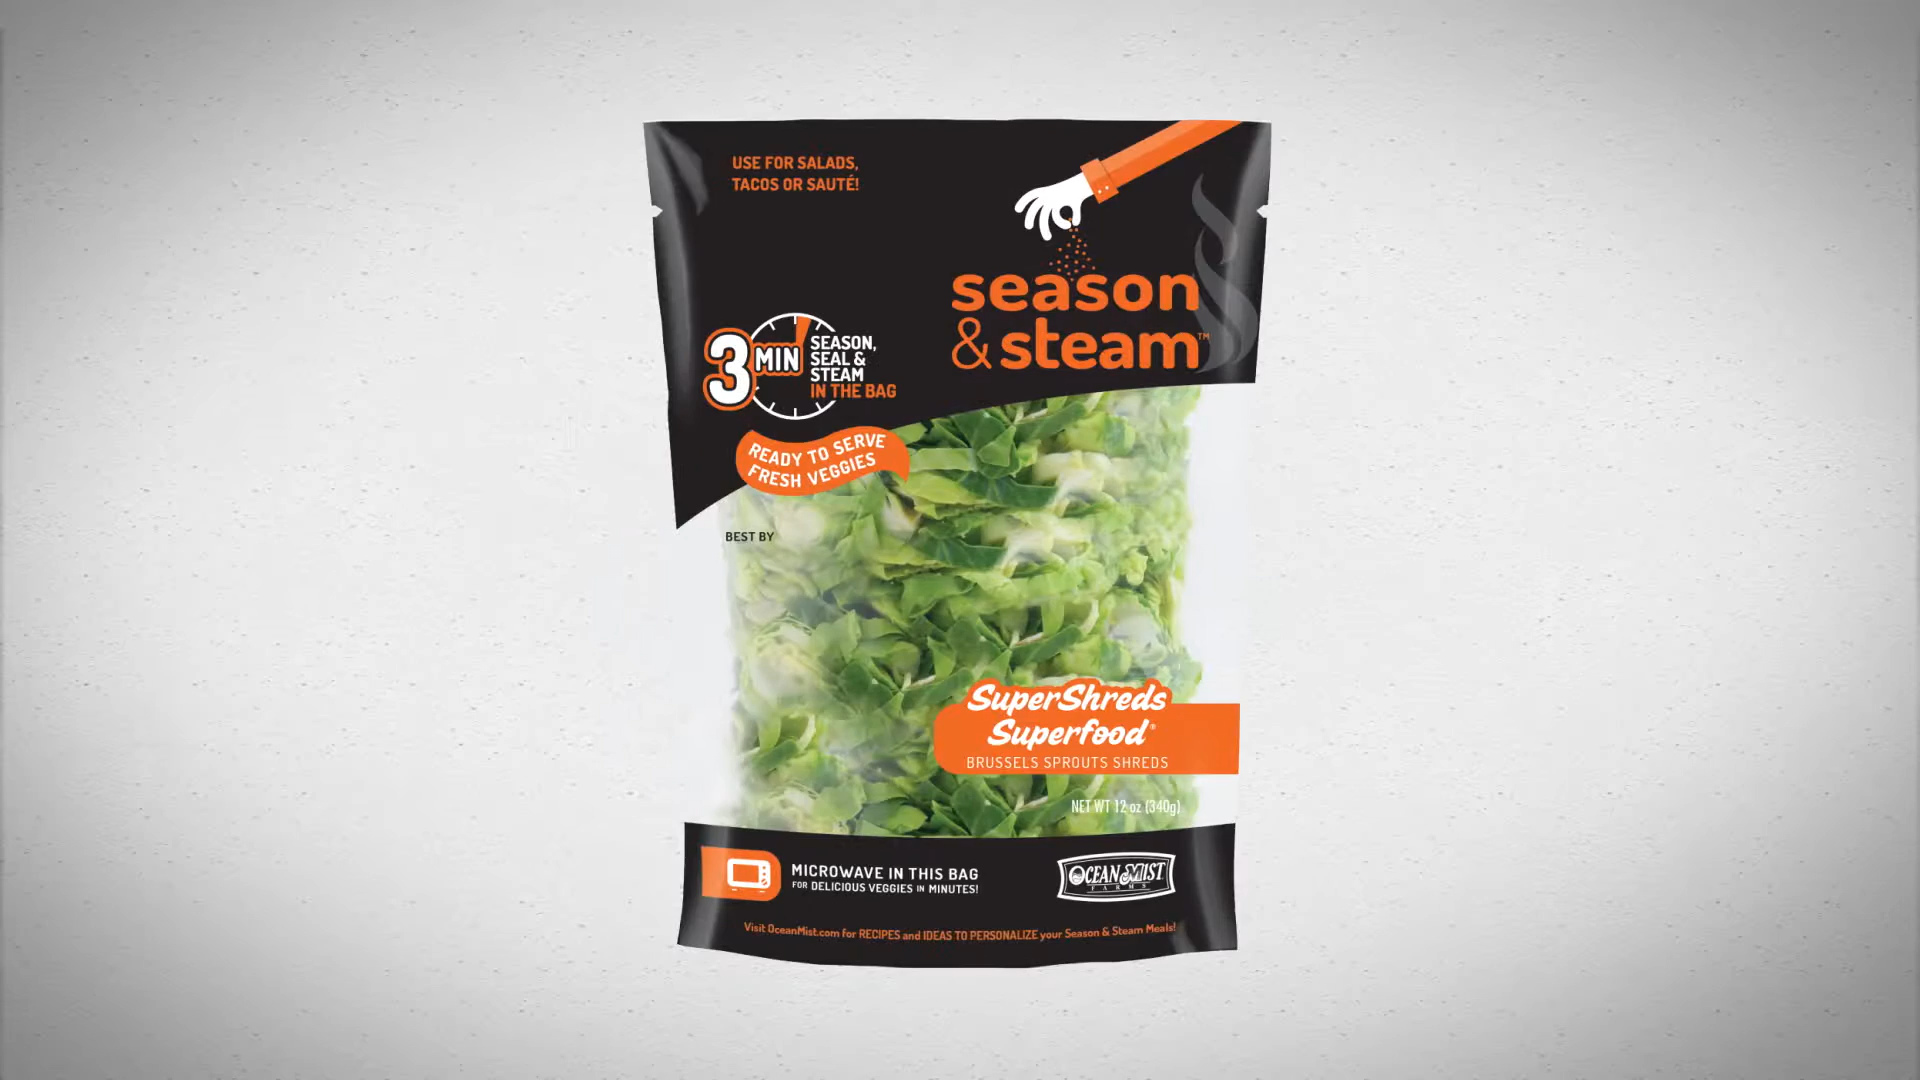 USE FOR SALADS,
TACOS OR SAUTÉ!
season
& steam™
3 MIN
SEASON,
SEAL &
STEAM
IN THE BAG
READY TO SERVE
FRESH VEGGIES
BEST BY
SuperShreds
Superfood®
BRUSSELS SPROUTS SHREDS
NET WT 12 oz (340g)
MICROWAVE IN THIS BAG
FOR DELICIOUS VEGGIES IN MINUTES!
OCEAN MIST
FARMS
Visit OceanMist.com for RECIPES and IDEAS TO PERSONALIZE your Season & Steam Meals!